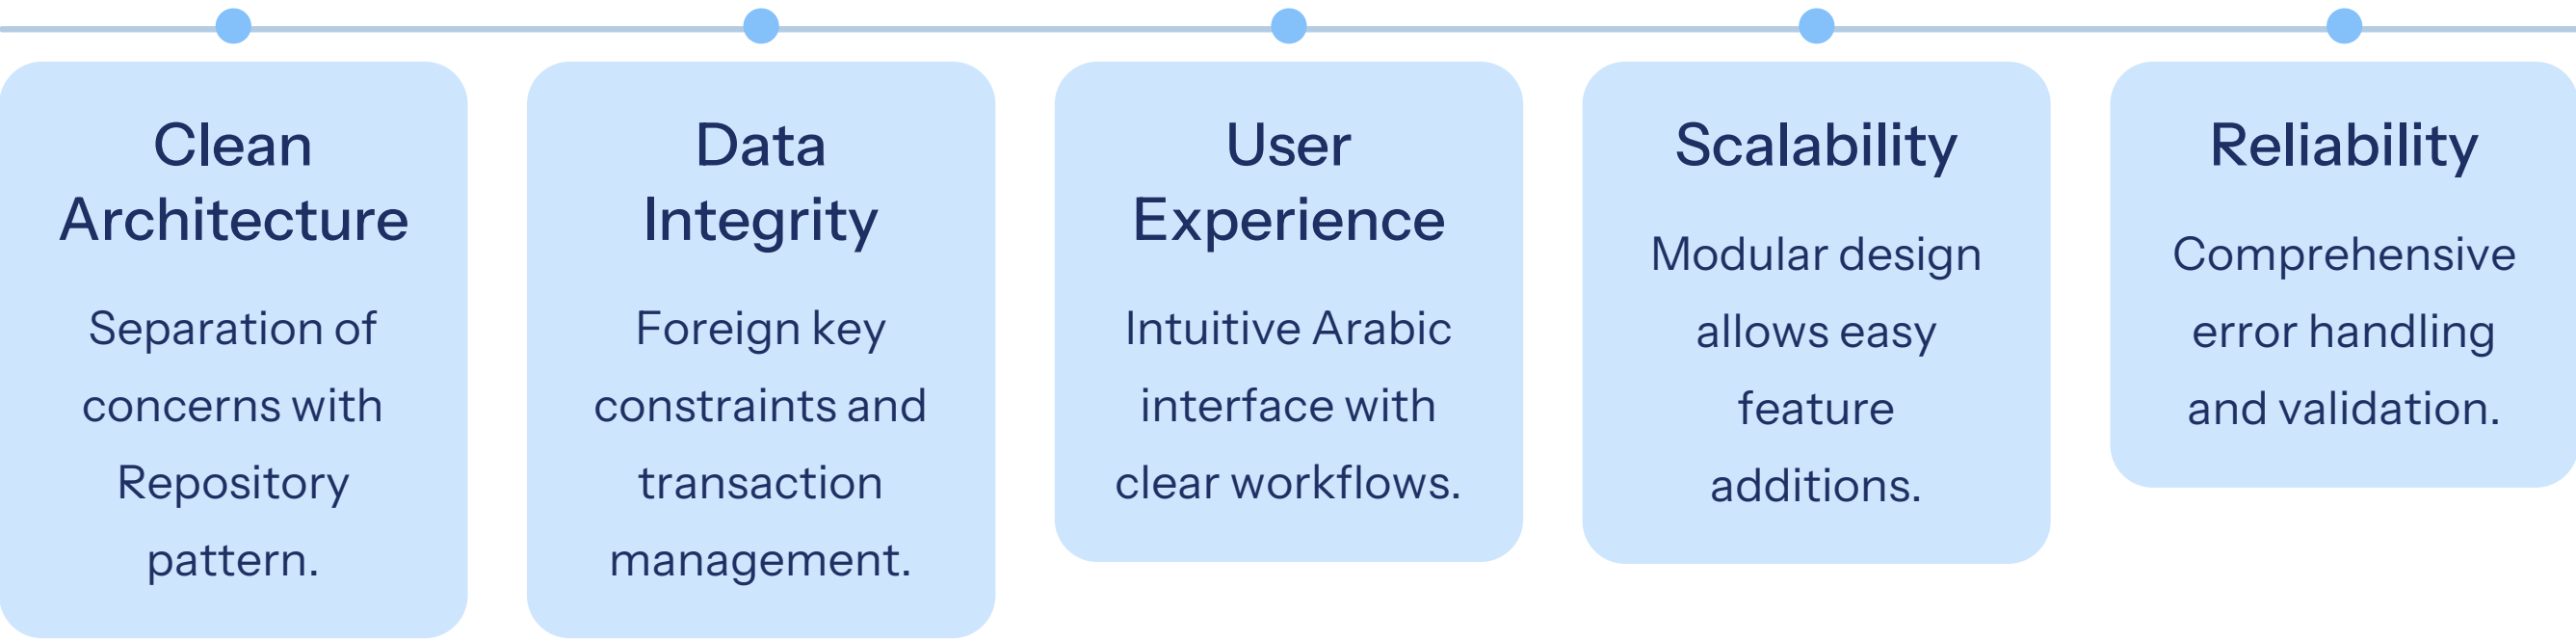 Clean
Architecture
Separation of
concerns with
Repository
pattern.
Data
Integrity
Foreign key
constraints and
transaction
management.
User
Experience
Intuitive Arabic
interface with
clear workflows.
Scalability
Modular design
allows easy
feature
additions.
Reliability
Comprehensive
error handling
and validation.